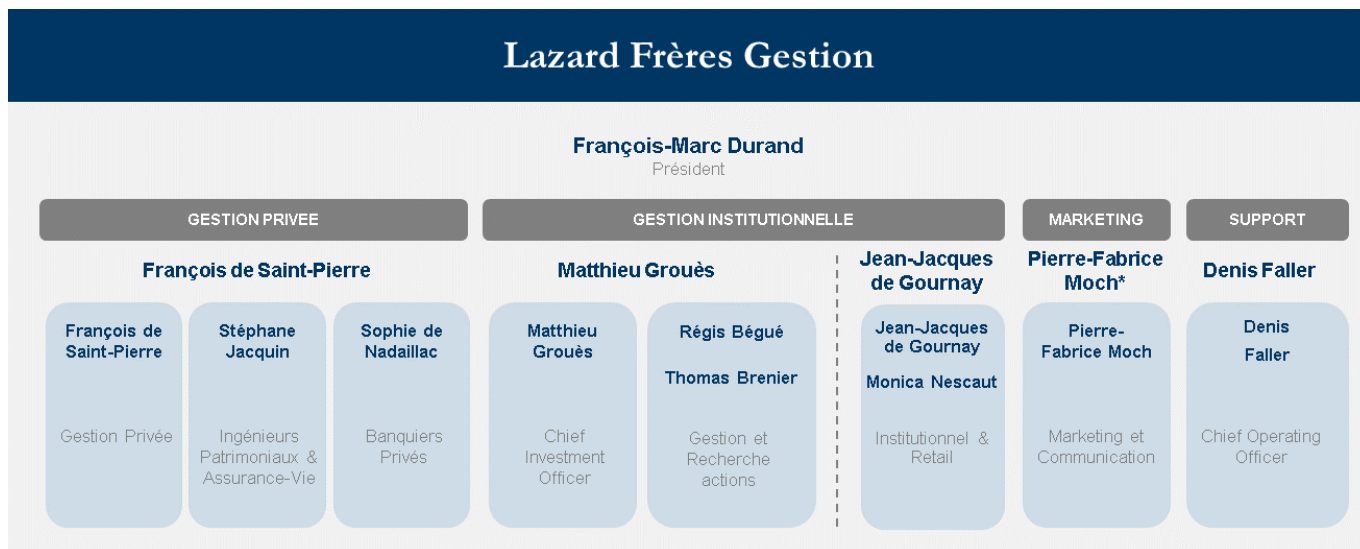 Lazard Frères Gestion
François-Marc Durand
Président
GESTION PRIVEE
GESTION INSTITUTIONNELLE
MARKETING
SUPPORT
François de Saint-Pierre
Matthieu Grouès
Jean-Jacques
de Gournay
Pierre-Fabrice
Moch*
Denis Faller
François de
Saint-Pierre
Gestion Privée
Stéphane
Jacquin
Ingénieurs
Patrimoniaux &
Assurance-Vie
Sophie de
Nadaillac
Banquiers
Privés
Matthieu
Grouès
Chief
Investment
Officer
Régis Bégué
Thomas Brenier
Gestion et
Recherche
actions
Jean-Jacques
de Gournay
Monica Nescaut
Institutionnel &
Retail
Pierre-
Fabrice Moch
Marketing et
Communication
Denis
Faller
Chief Operating
Officer